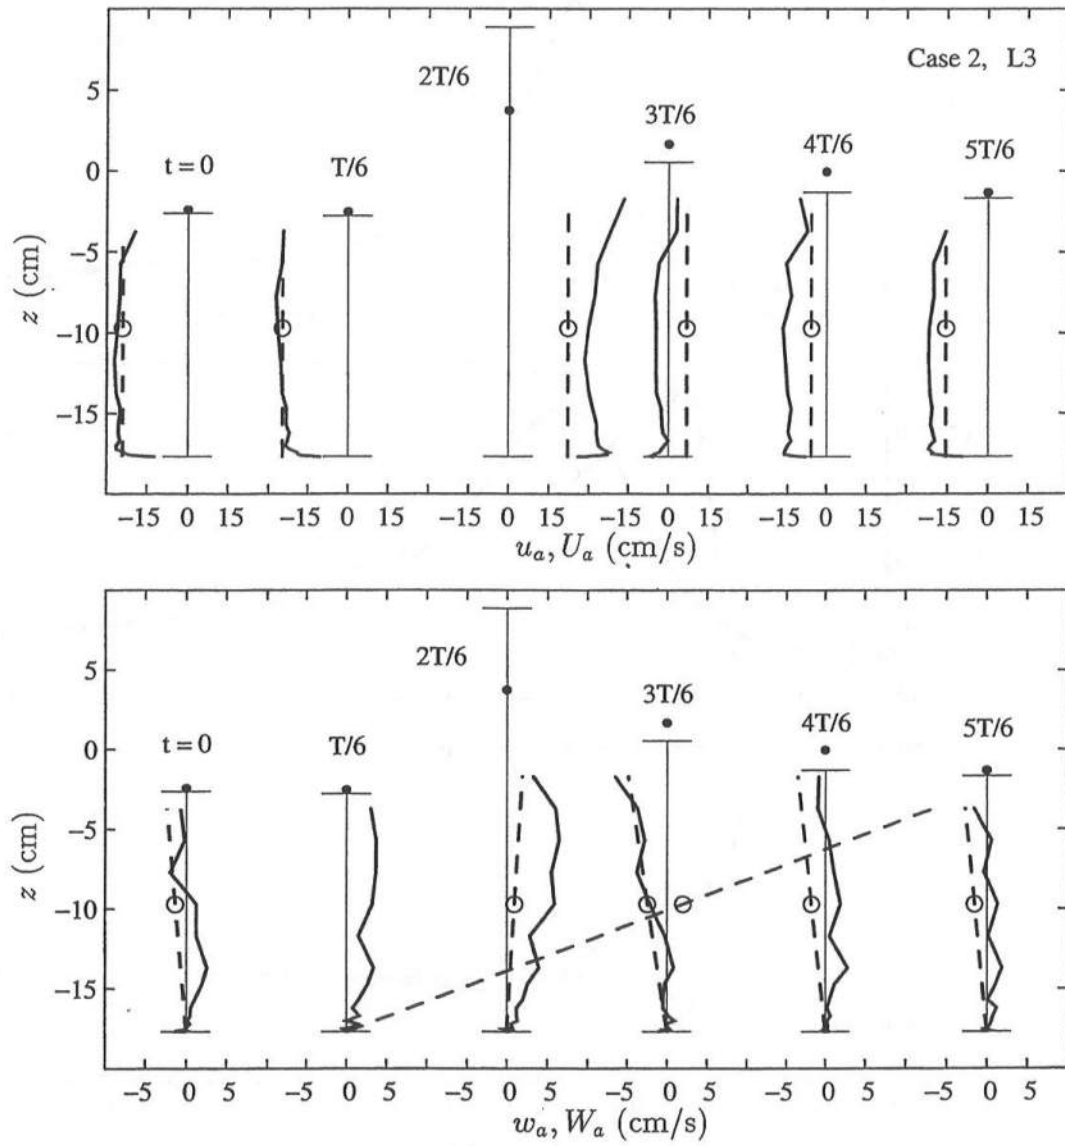 Case 2, L3
2T/6
3T/6
4T/6
5T/6
t = 0
T/6
5
0
−5
−10
−15
z (cm)
−15 0 15 −15 0 15 0 15 −15 0 15 −15 0 15 −15 0 15
u_a, U_a (cm/s)
2T/6
3T/6
4T/6
5T/6
t = 0
T/6
5
0
−5
−10
−15
z (cm)
−5 0 5 −5 0 5 −5 0 5 −5 0 5 −5 0 5 −5 0 5
w_a, W_a (cm/s)